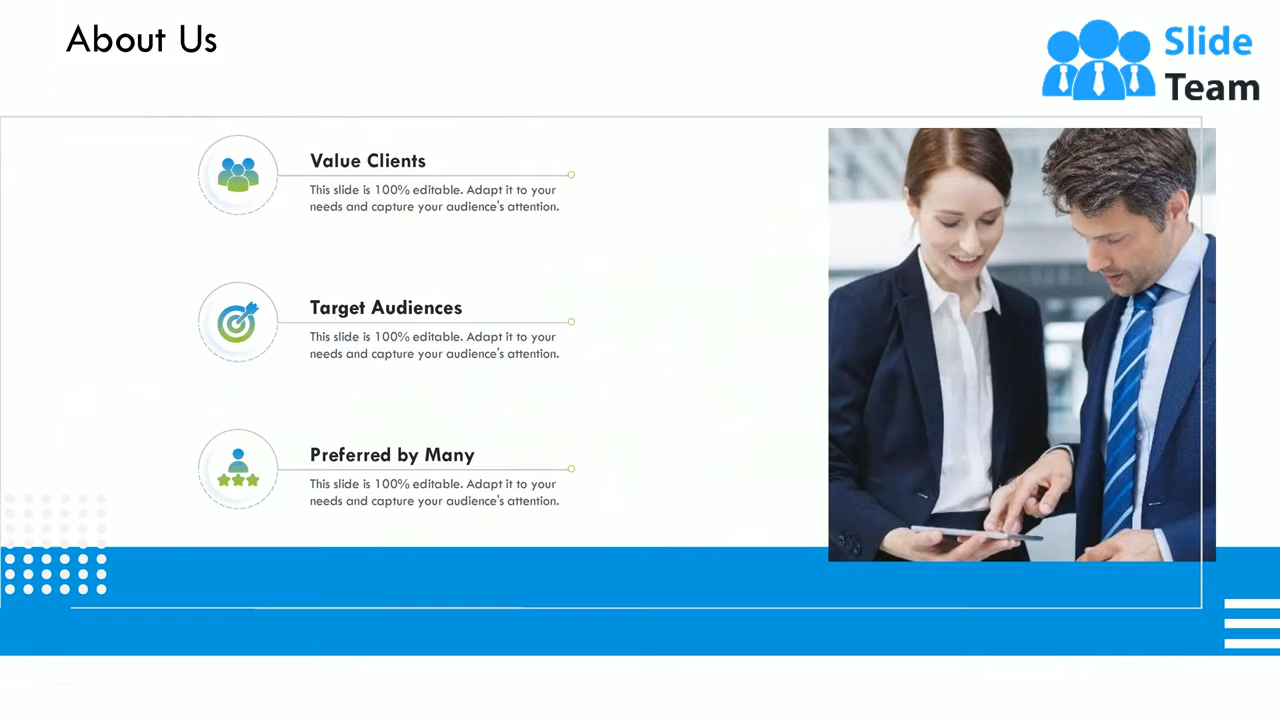 About Us
Slide
Team
Value Clients
This slide is 100% editable. Adapt it to your
needs and capture your audience's attention.
Target Audiences
This slide is 100% editable. Adapt it to your
needs and capture your audience's attention.
Preferred by Many
This slide is 100% editable. Adapt it to your
needs and capture your audience's attention.